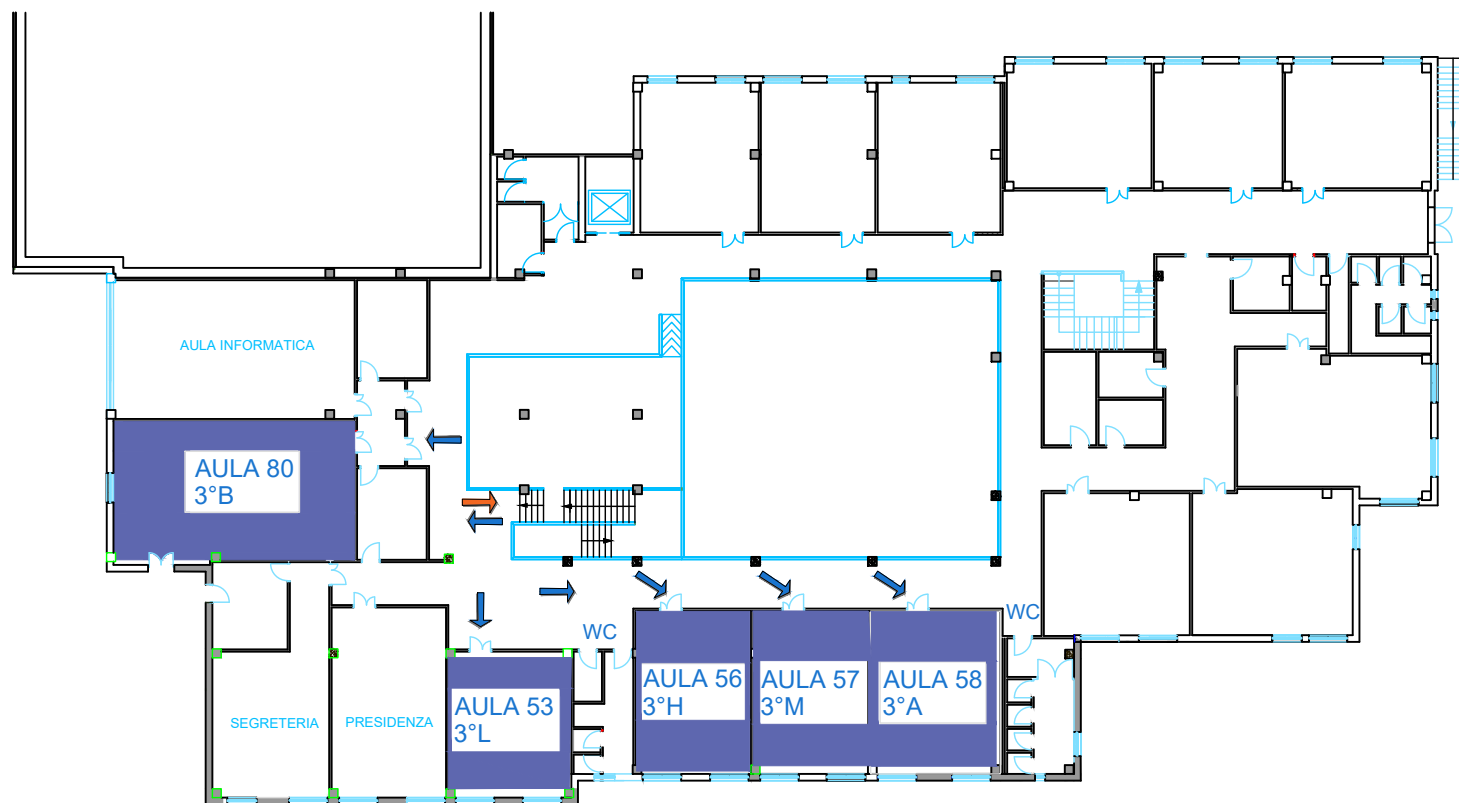 AULA INFORMATICA
AULA 80
3°B
WC
WC
AULA 56
3°H
AULA 57
3°M
AULA 58
3°A
AULA 53
3°L
SEGRETERIA
PRESIDENZA